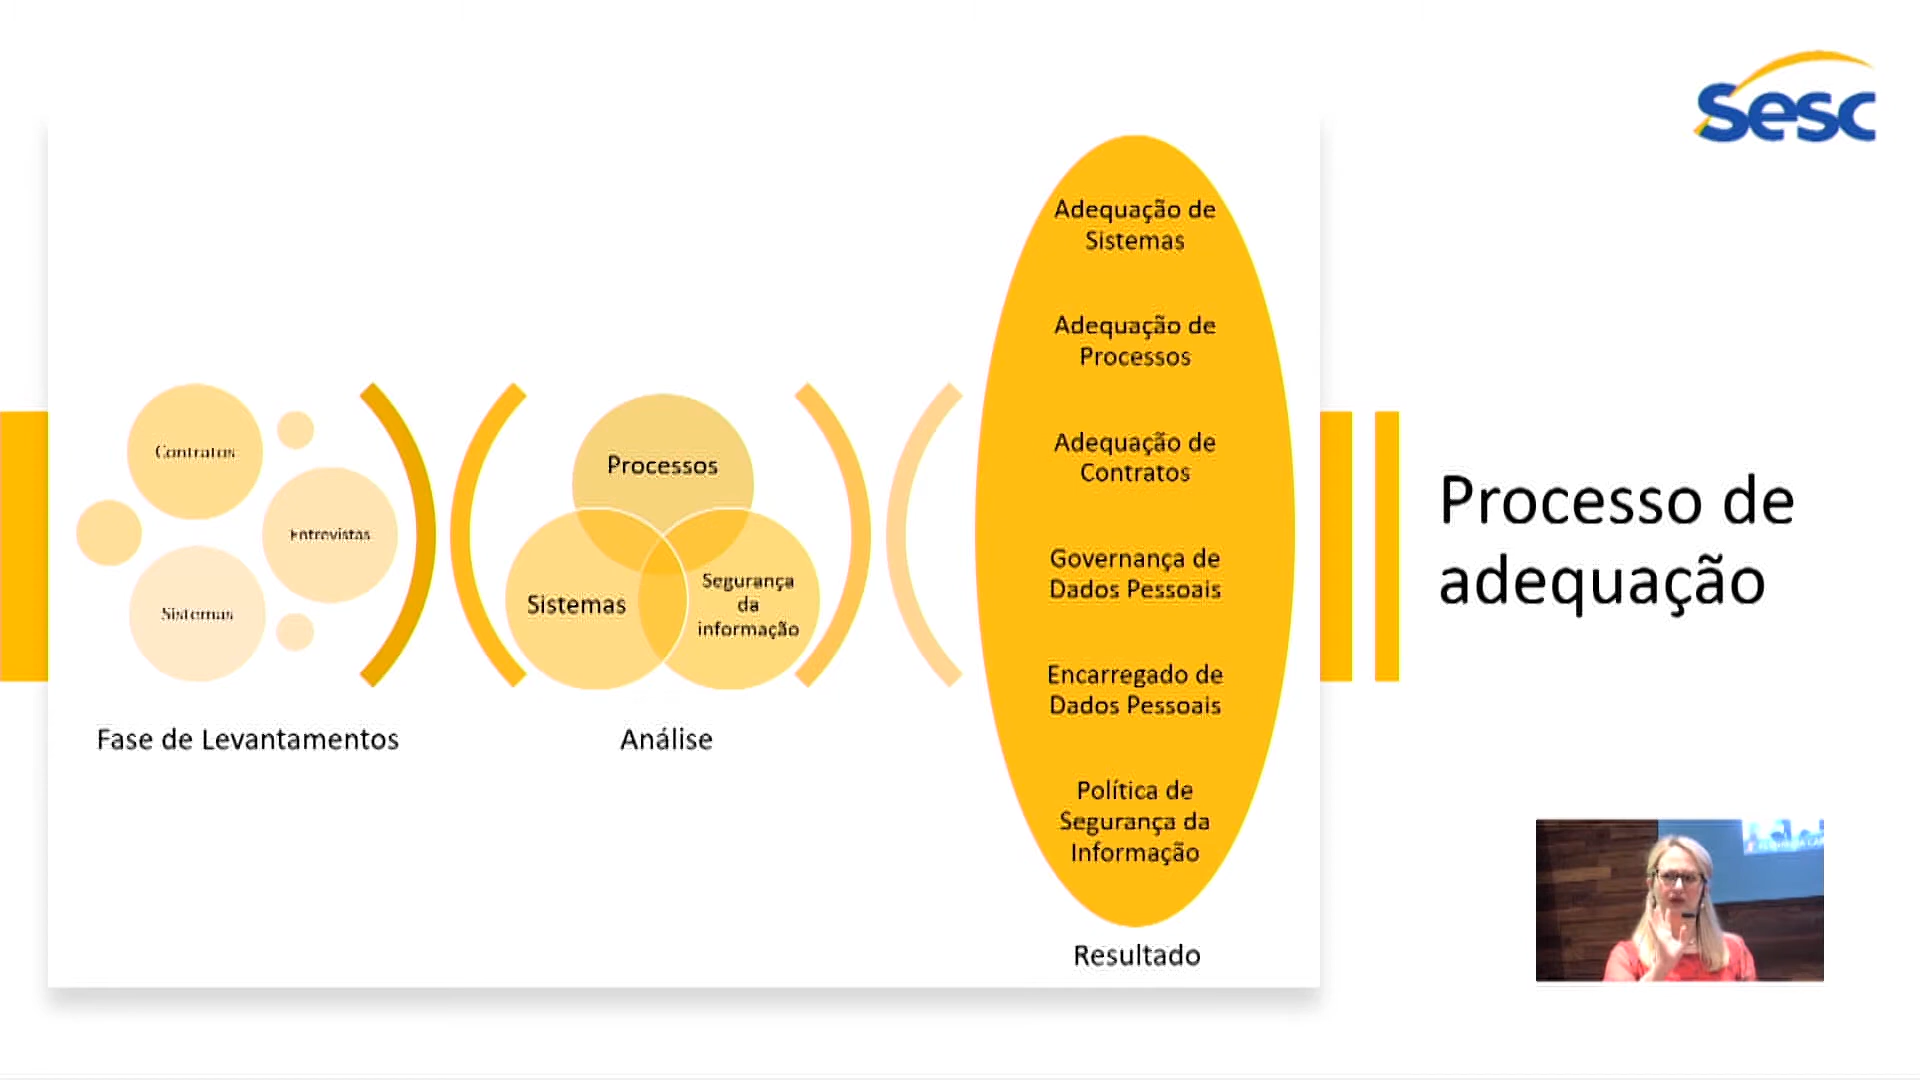 Sesc
Contratos
Entrevistas
Sistemas
Fase de Levantamentos
Processos
Sistemas
Segurança
da
informação
Análise
Adequação de
Sistemas
Adequação de
Processos
Adequação de
Contratos
Governança de
Dados Pessoais
Encarregado de
Dados Pessoais
Política de
Segurança da
Informação
Resultado
Processo de
adequação